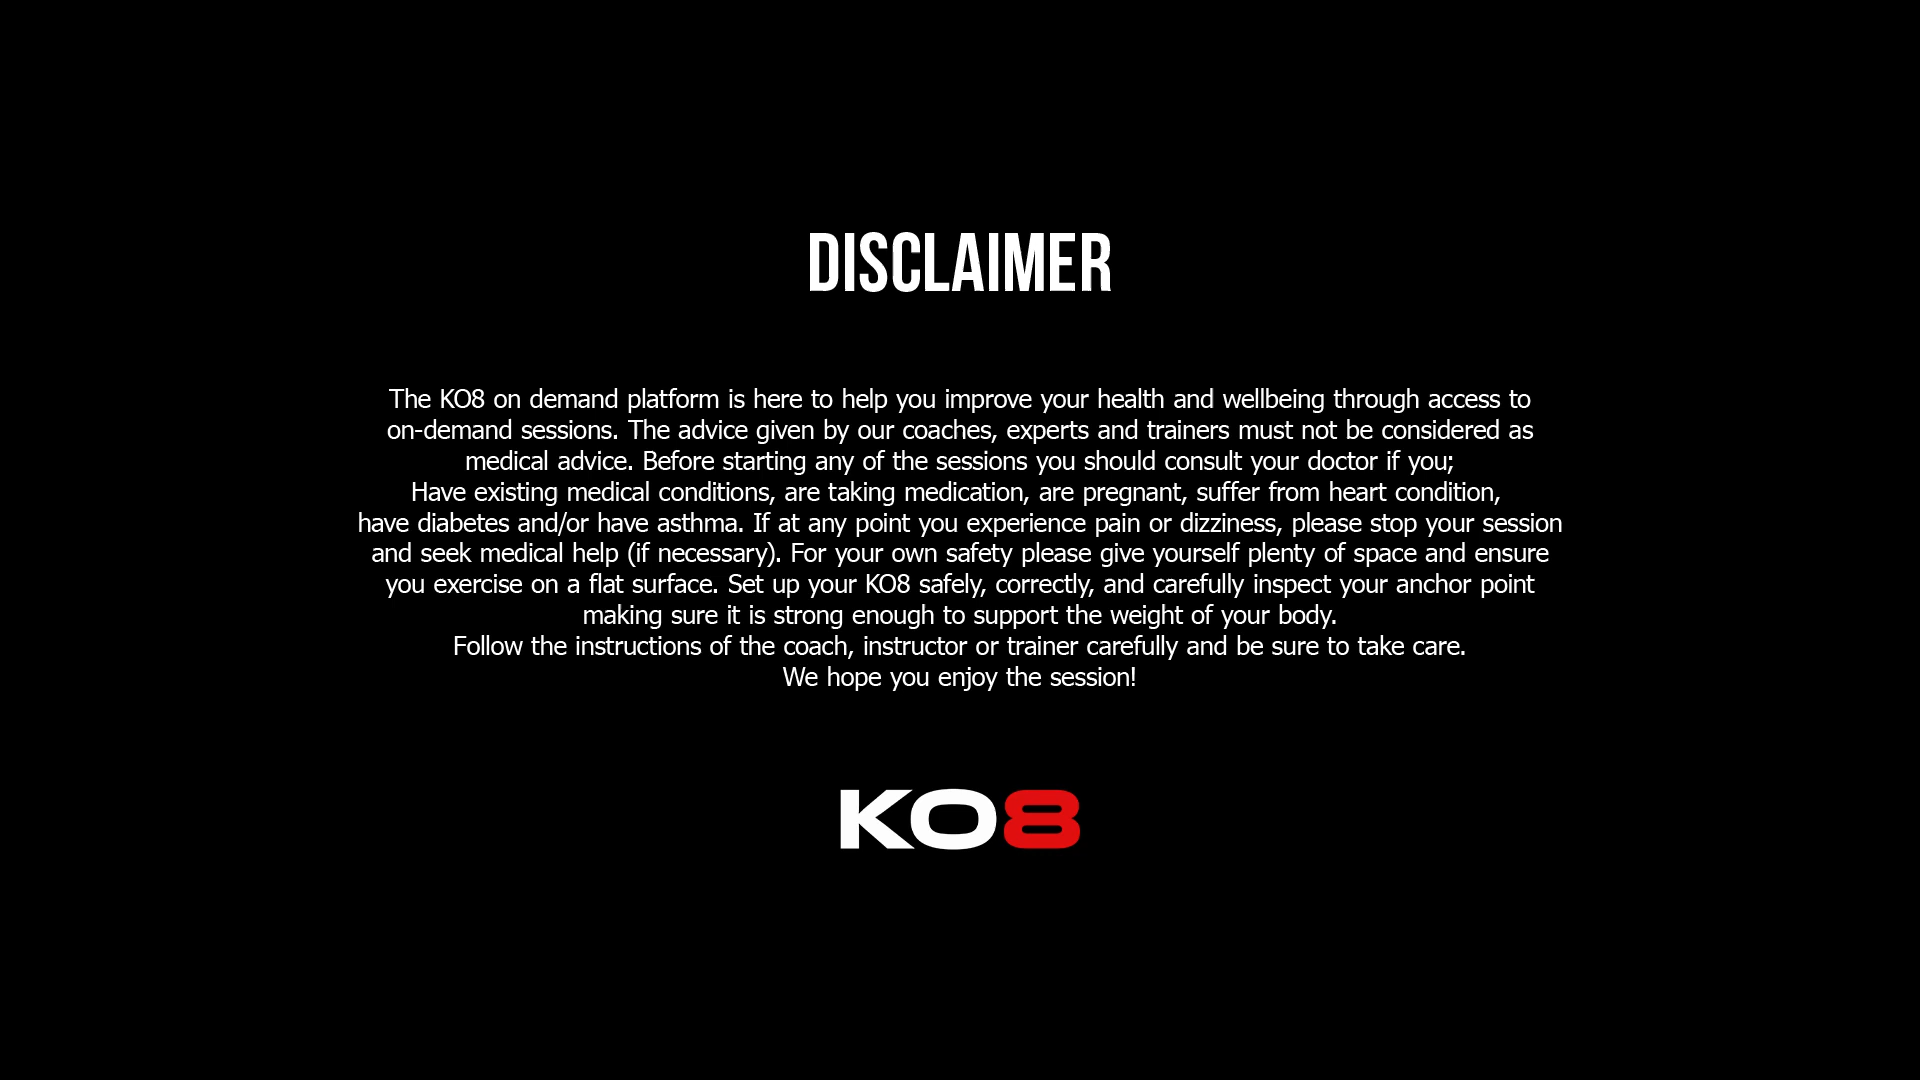 DISCLAIMER
The KO8 on demand platform is here to help you improve your health and wellbeing through access to
on-demand sessions. The advice given by our coaches, experts and trainers must not be considered as
medical advice. Before starting any of the sessions you should consult your doctor if you;
Have existing medical conditions, are taking medication, are pregnant, suffer from heart condition,
have diabetes and/or have asthma. If at any point you experience pain or dizziness, please stop your session
and seek medical help (if necessary). For your own safety please give yourself plenty of space and ensure
you exercise on a flat surface. Set up your KO8 safely, correctly, and carefully inspect your anchor point
making sure it is strong enough to support the weight of your body.
Follow the instructions of the coach, instructor or trainer carefully and be sure to take care.
We hope you enjoy the session!
KO8